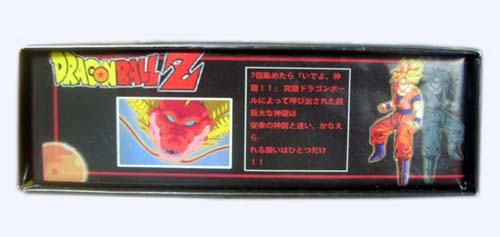 DRAGONBALL Z
7個集めたら『いでよ、神
龍！！』 究極ドラゴンボー
ルによって呼び出された超
巨大な神龍は
従来の神龍と違い、かなえ
ら
れる願いはひとつだけ
！！